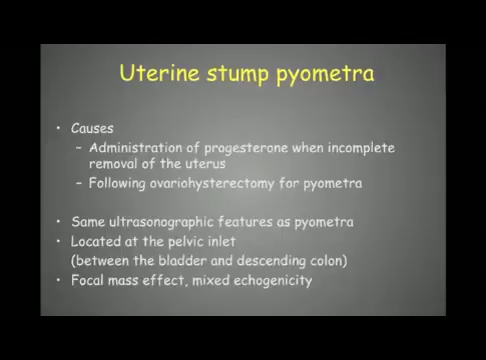 Uterine stump pyometra
• Causes
– Administration of progesterone when incomplete
removal of the uterus
– Following ovariohysterectomy for pyometra
• Same ultrasonographic features as pyometra
• Located at the pelvic inlet
(between the bladder and descending colon)
• Focal mass effect, mixed echogenicity